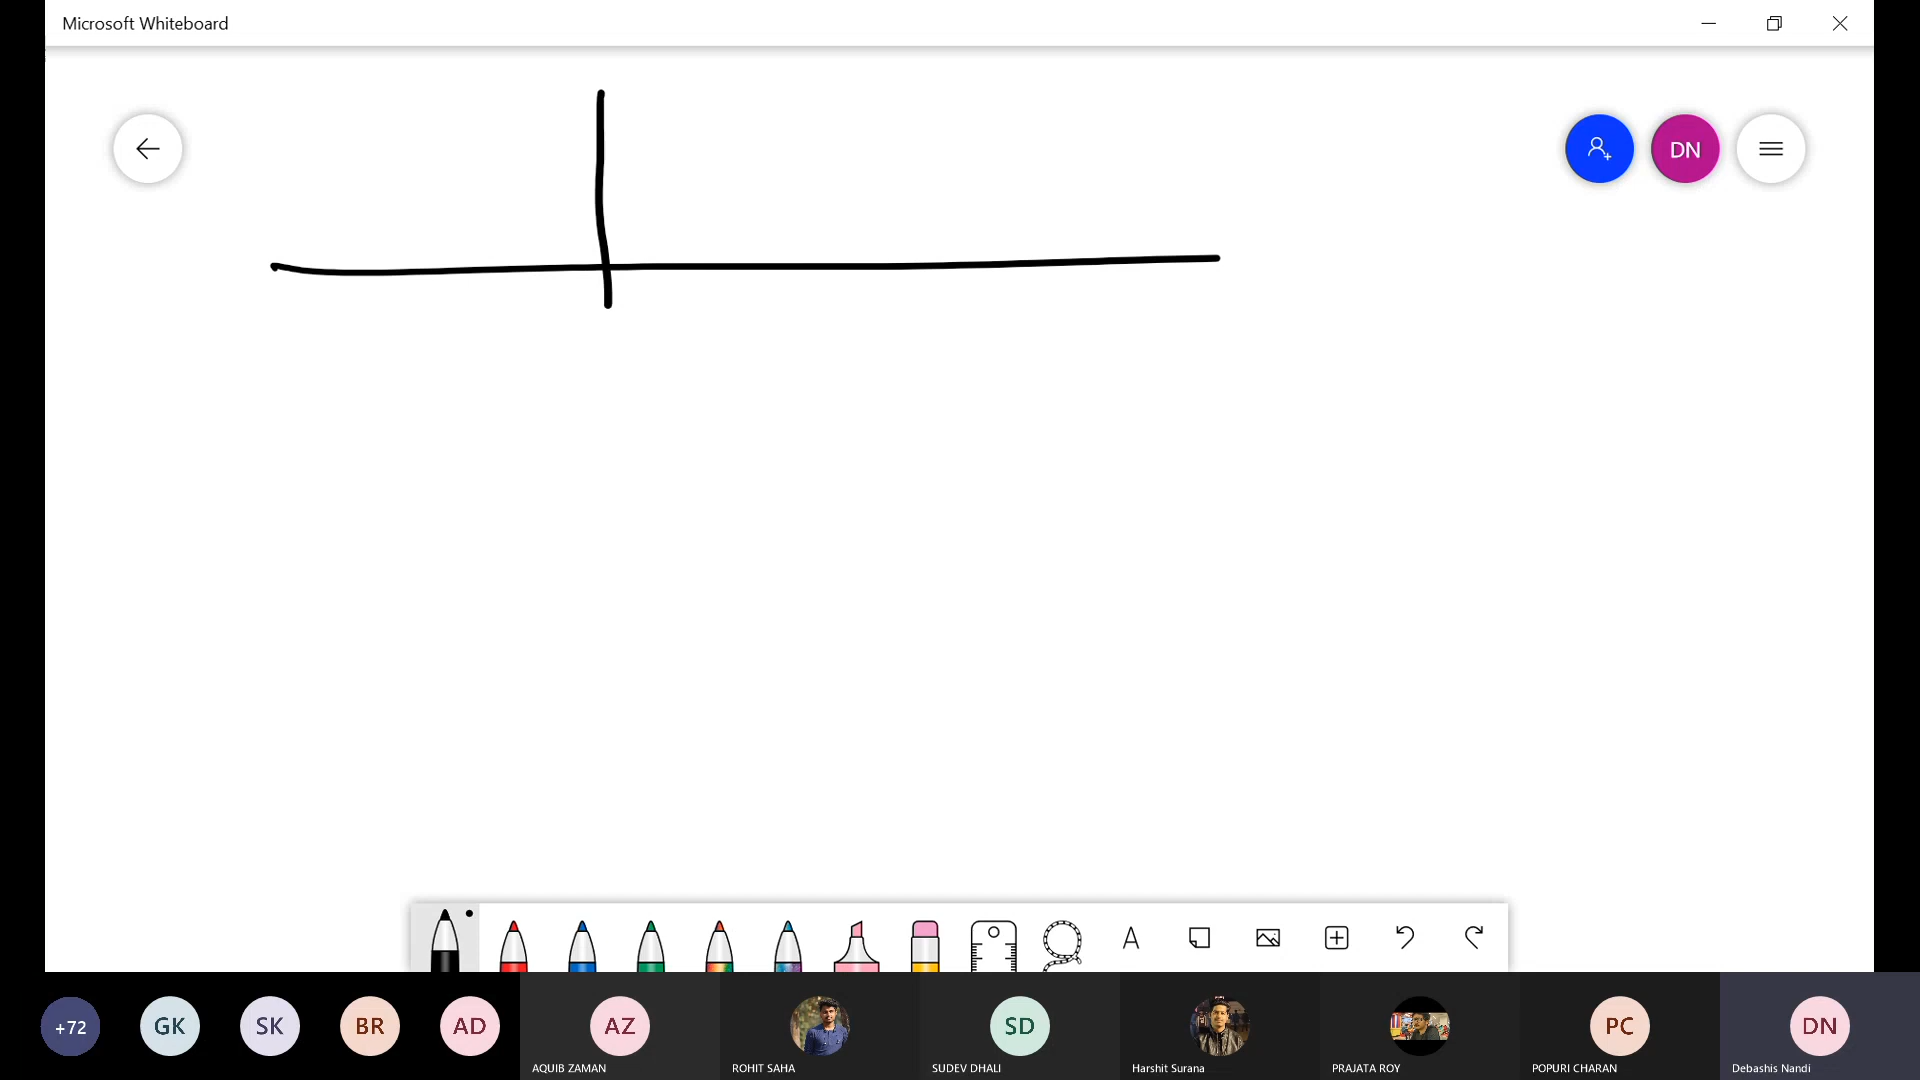 Microsoft Whiteboard
DN
A
+72
GK
SK
BR
AD
AZ
SD
PC
DN
AQUIB ZAMAN
ROHIT SAHA
SUDEV DHALI
Harshit Surana
PRAJATA ROY
POPURI CHARAN
Debashis Nandi